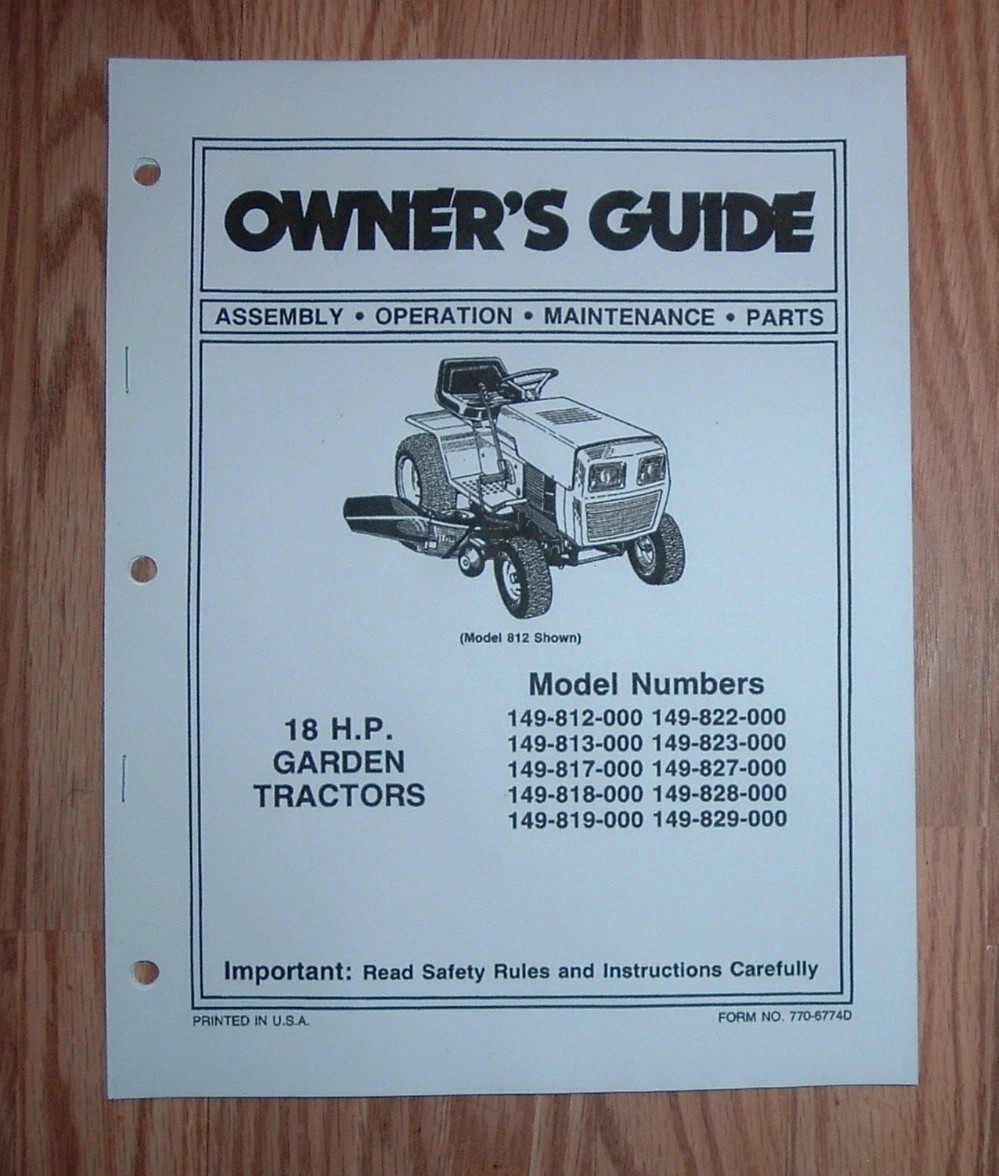 OWNER'S GUIDE
ASSEMBLY • OPERATION • MAINTENANCE • PARTS
(Model 812 Shown)
18 H.P.
GARDEN
TRACTORS
Model Numbers
149-812-000 149-822-000
149-813-000 149-823-000
149-817-000 149-827-000
149-818-000 149-828-000
149-819-000 149-829-000
Important: Read Safety Rules and Instructions Carefully
PRINTED IN U.S.A.
FORM NO. 770-6774D